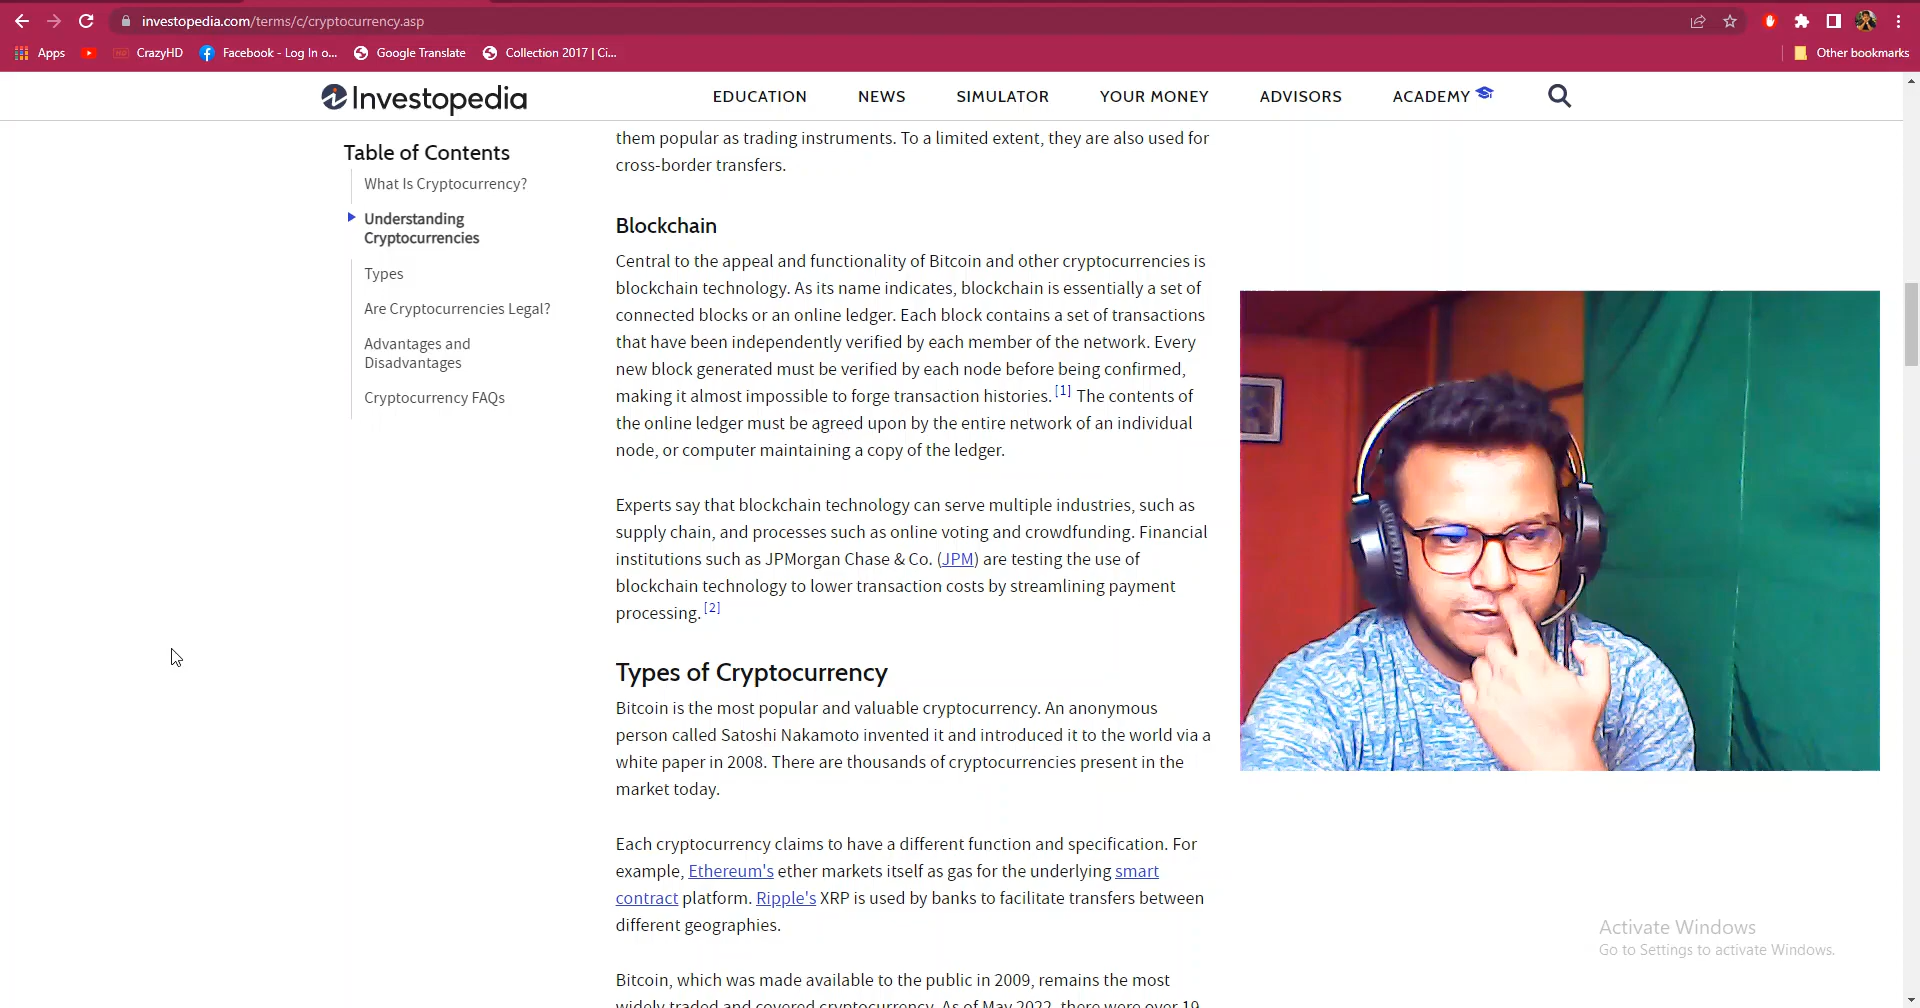 investopedia.com/terms/c/cryptocurrency.asp
Apps
CrazyHD
Facebook - Log In o...
Google Translate
Collection 2017 | Ci...
Other bookmarks
Investopedia
EDUCATION
NEWS
SIMULATOR
YOUR MONEY
ADVISORS
ACADEMY
Table of Contents
What Is Cryptocurrency?
Understanding
Cryptocurrencies
Types
Are Cryptocurrencies Legal?
Advantages and
Disadvantages
Cryptocurrency FAQs
them popular as trading instruments. To a limited extent, they are also used for
cross-border transfers.
Blockchain
Central to the appeal and functionality of Bitcoin and other cryptocurrencies is
blockchain technology. As its name indicates, blockchain is essentially a set of
connected blocks or an online ledger. Each block contains a set of transactions
that have been independently verified by each member of the network. Every
new block generated must be verified by each node before being confirmed,
making it almost impossible to forge transaction histories. [1] The contents of
the online ledger must be agreed upon by the entire network of an individual
node, or computer maintaining a copy of the ledger.
Experts say that blockchain technology can serve multiple industries, such as
supply chain, and processes such as online voting and crowdfunding. Financial
institutions such as JPMorgan Chase & Co. (JPM) are testing the use of
blockchain technology to lower transaction costs by streamlining payment
processing. [2]
Types of Cryptocurrency
Bitcoin is the most popular and valuable cryptocurrency. An anonymous
person called Satoshi Nakamoto invented it and introduced it to the world via a
white paper in 2008. There are thousands of cryptocurrencies present in the
market today.
Each cryptocurrency claims to have a different function and specification. For
example, Ethereum's ether markets itself as gas for the underlying smart
contract platform. Ripple's XRP is used by banks to facilitate transfers between
different geographies.
Bitcoin, which was made available to the public in 2009, remains the most
widely traded and covered cryptocurrency. As of May 2022, there were over 19
Activate Windows
Go to Settings to activate Windows.